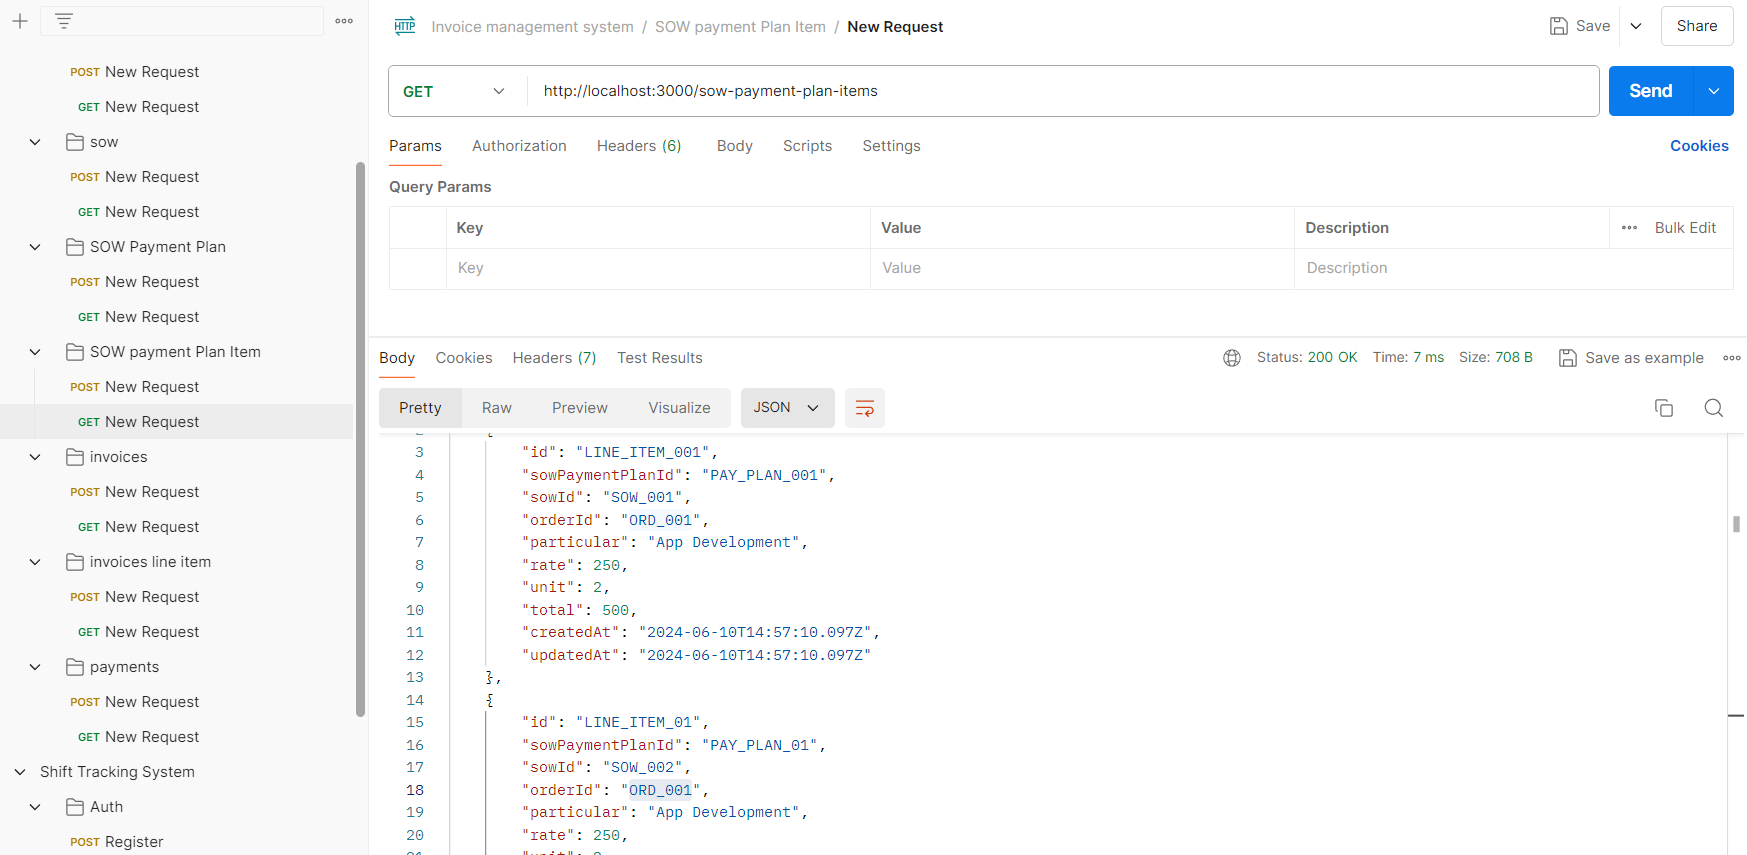 POST New Request
GET New Request
sow
POST New Request
GET New Request
SOW Payment Plan
POST New Request
GET New Request
SOW payment Plan Item
POST New Request
GET New Request
invoices
POST New Request
GET New Request
invoices line item
POST New Request
GET New Request
payments
POST New Request
GET New Request
Shift Tracking System
Auth
POST Register
HTTP Invoice management system / SOW payment Plan Item / New Request
Save
Share
GET http://localhost:3000/sow-payment-plan-items
Send
Params Authorization Headers (6) Body Scripts Settings Cookies
Query Params
Key Value Description Bulk Edit
Key Value Description
Body Cookies Headers (7) Test Results Status: 200 OK Time: 7 ms Size: 708 B Save as example
Pretty Raw Preview Visualize JSON
2 {
3 "id": "LINE_ITEM_001",
4 "sowPaymentPlanId": "PAY_PLAN_001",
5 "sowId": "SOW_001",
6 "orderId": "ORD_001",
7 "particular": "App Development",
8 "rate": 250,
9 "unit": 2,
10 "total": 500,
11 "createdAt": "2024-06-10T14:57:10.097Z",
12 "updatedAt": "2024-06-10T14:57:10.097Z"
13 },
14 {
15 "id": "LINE_ITEM_01",
16 "sowPaymentPlanId": "PAY_PLAN_01",
17 "sowId": "SOW_002",
18 "orderId": "ORD_001",
19 "particular": "App Development",
20 "rate": 250,